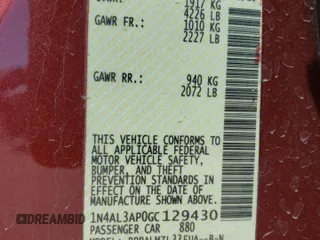 1917 KG
4226 LB
GAWR FR: 1010 KG
2227 LB
GAWR RR: 940 KG
2072 LB
THIS VEHICLE CONFORMS TO ALL
APPLICABLE FEDERAL
MOTOR VEHICLE SAFETY,
BUMPER, AND THEFT
PREVENTION STANDARDS IN
EFFECT ON THE DATE OF
MANUFACTURE SHOWN ABOVE.
1N4AL3AP0GC129430
PASSENGER CAR 880
AUTOBIDMASTER